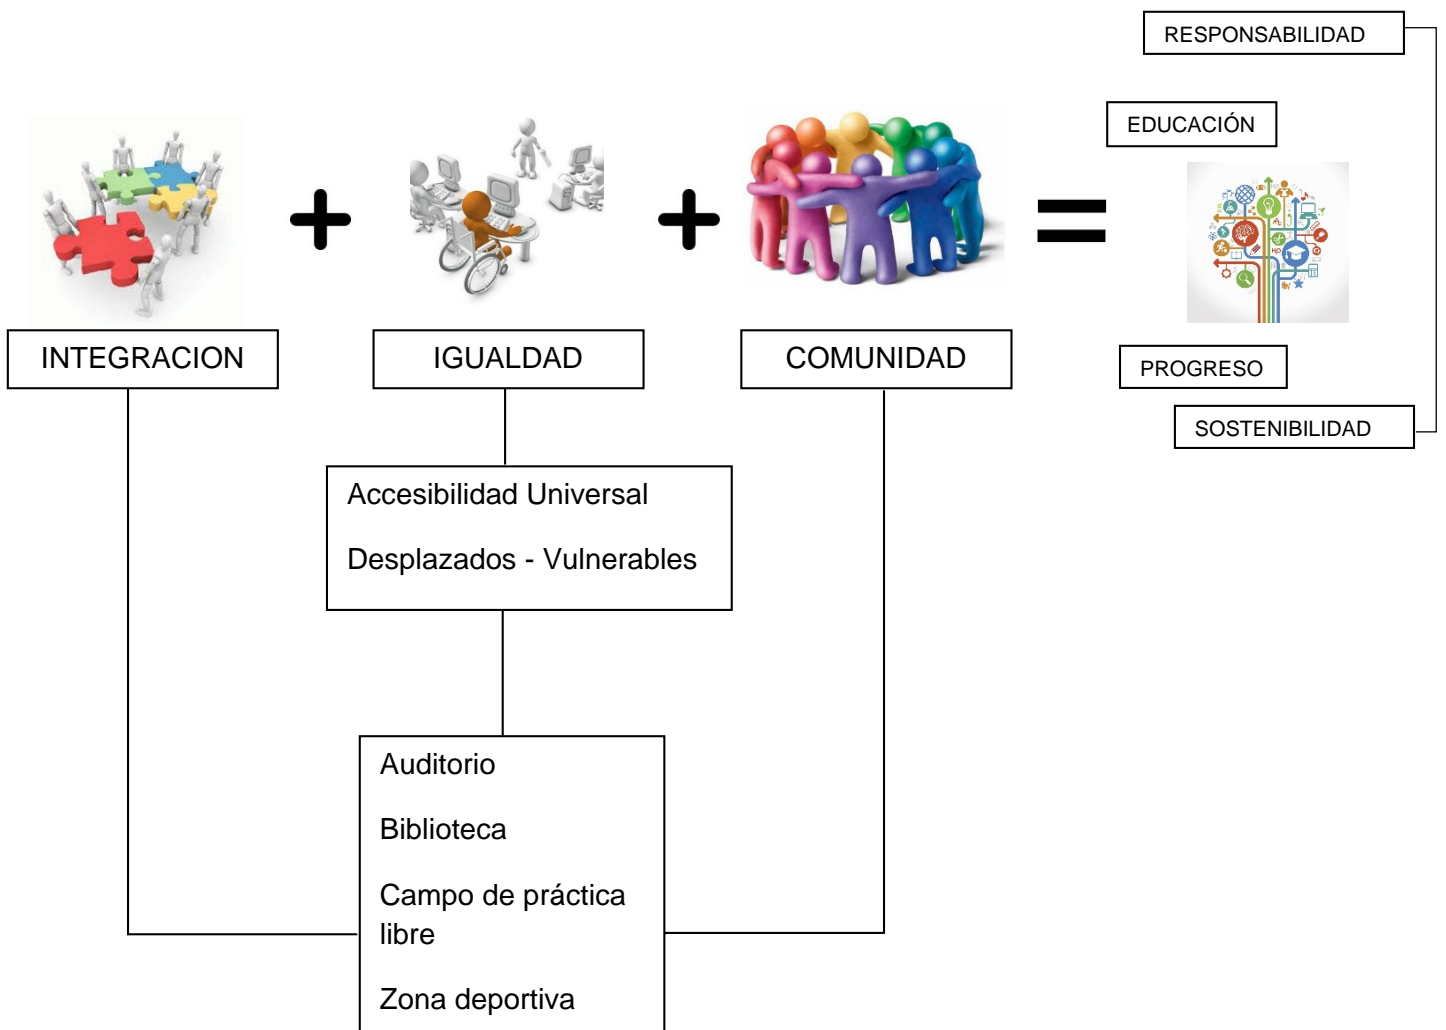 RESPONSABILIDAD
EDUCACIÓN
INTEGRACION
IGUALDAD
COMUNIDAD
PROGRESO
SOSTENIBILIDAD
Accesibilidad Universal
Desplazados - Vulnerables
Auditorio
Biblioteca
Campo de práctica
libre
Zona deportiva